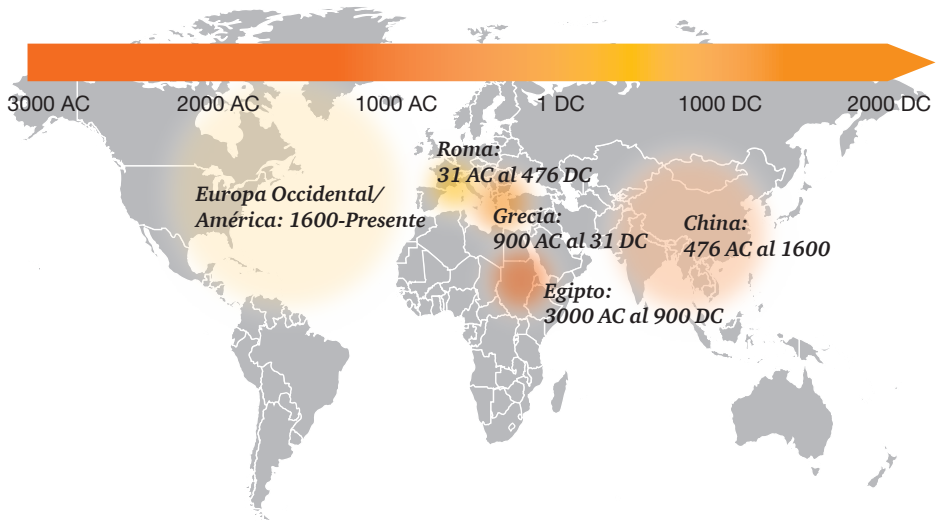 3000 AC 2000 AC 1000 AC 1 DC 1000 DC 2000 DC
Roma:
31 AC al 476 DC
Europa Occidental/
América: 1600-Presente
Grecia:
900 AC al 31 DC
China:
476 AC al 1600
Egipto:
3000 AC al 900 DC